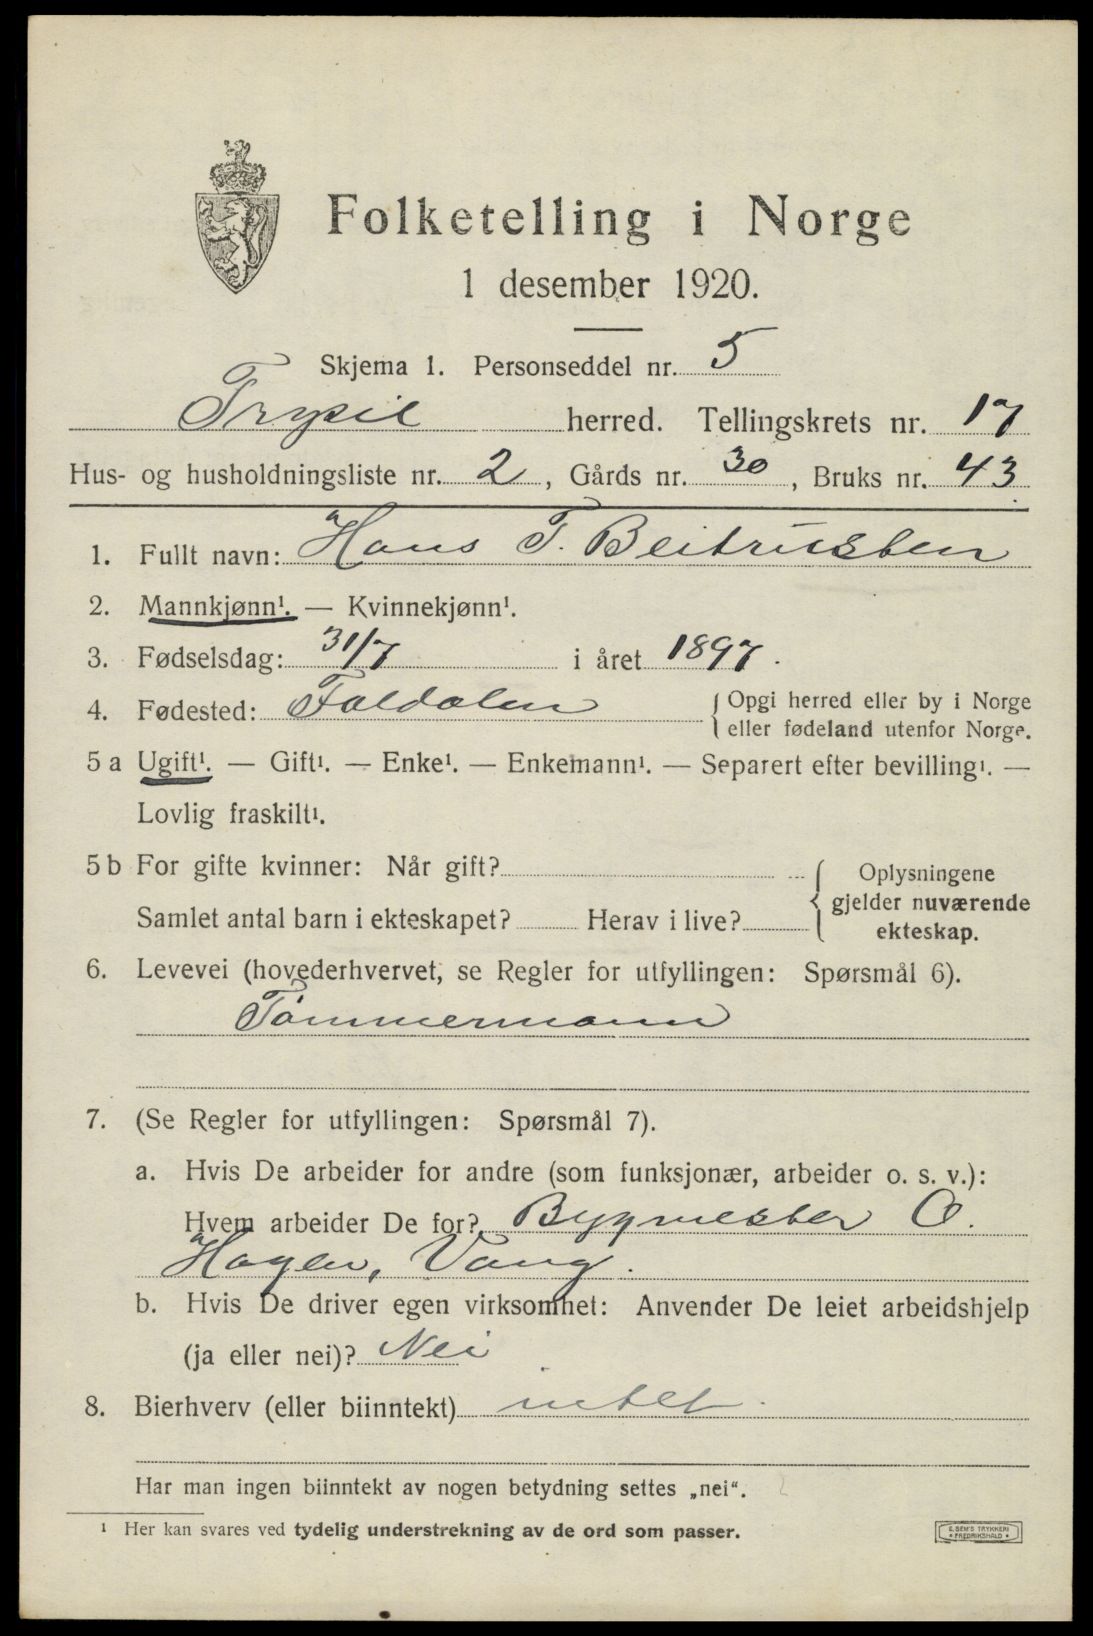 Folketelling i Norge
1 desember 1920.
Skjema 1. Personseddel nr. 5
Trysil herred. Tellingskrets nr. 17
Hus- og husholdningsliste nr. 2, Gårds nr. 30, Bruks nr. 43
1. Fullt navn: Hans T. Beitrusten
2. Mannkjønn¹. — Kvinnekjønn¹.
3. Fødselsdag: 31/7 i året 1897.
4. Fødested: Foldalen { Opgi herred eller by i Norge
eller fødeland utenfor Norge.
5 a Ugift¹. — Gift¹. — Enke¹. — Enkemann¹. — Separert efter bevilling¹. —
Lovlig fraskilt¹.
5 b For gifte kvinner: Når gift?
Samlet antal barn i ekteskapet? Herav i live?
{ Oplysningene
gjelder nuværende
ekteskap.
6. Levevei (hovederhvervet, se Regler for utfyllingen: Spørsmål 6).
Tømmermann
7. (Se Regler for utfyllingen: Spørsmål 7).
a. Hvis De arbeider for andre (som funksjonær, arbeider o. s. v.):
Hvem arbeider De for? Bygmester O.
Hagen, Vang.
b. Hvis De driver egen virksomhet: Anvender De leiet arbeidshjelp
(ja eller nei)? Nei
8. Bierhverv (eller biinntekt) intet
Har man ingen biinntekt av nogen betydning settes „nei“.
¹ Her kan svares ved tydelig understrekning av de ord som passer.
E. SEM'S TRYKKERI
FREDRIKSHALD